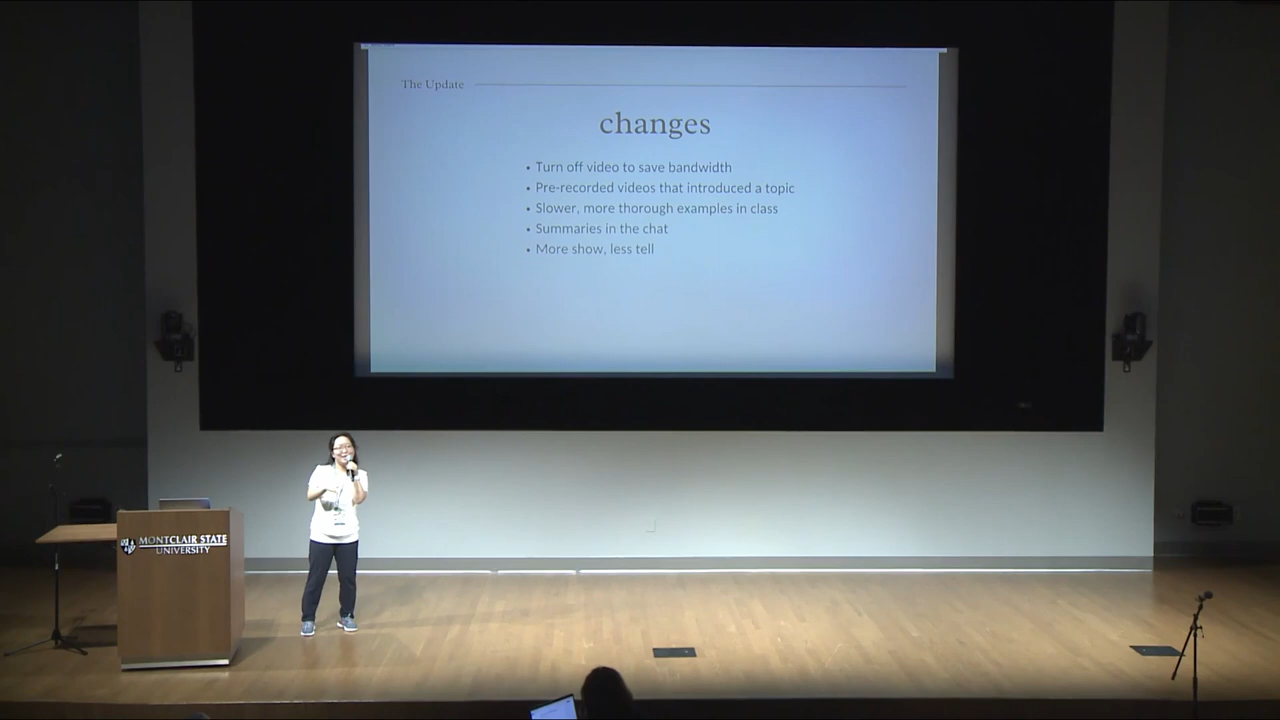 The Update
changes
• Turn off video to save bandwidth
• Pre-recorded videos that introduced a topic
• Slower, more thorough examples in class
• Summaries in the chat
• More show, less tell
MONTCLAIR STATE
UNIVERSITY